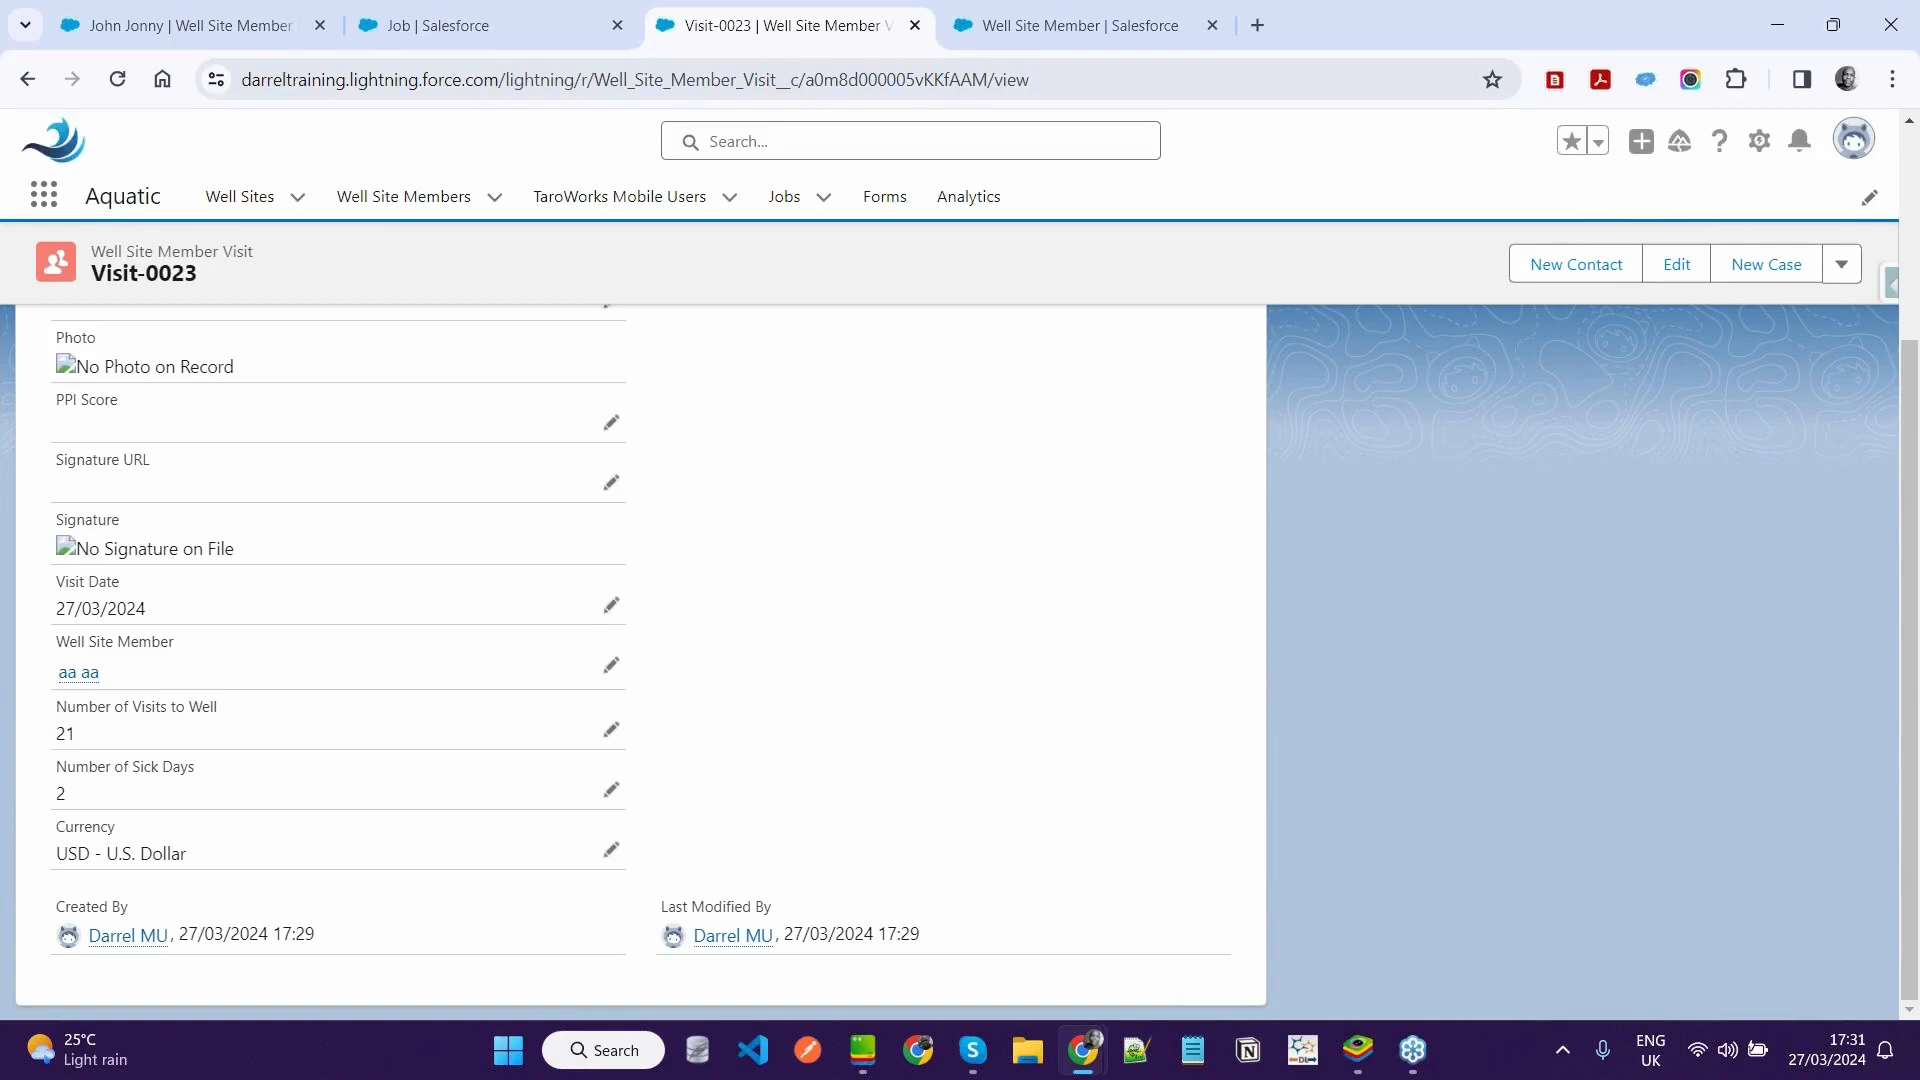 John Jonny | Well Site Member
Job | Salesforce
Visit-0023 | Well Site Member V
Well Site Member | Salesforce
darreltraining.lightning.force.com/lightning/r/Well_Site_Member_Visit__c/a0m8d000005vKKfAAM/view
Search...
Aquatic
Well Sites
Well Site Members
TaroWorks Mobile Users
Jobs
Forms
Analytics
Well Site Member Visit
Visit-0023
New Contact
Edit
New Case
Photo
No Photo on Record
PPI Score
Signature URL
Signature
No Signature on File
Visit Date
27/03/2024
Well Site Member
aa aa
Number of Visits to Well
21
Number of Sick Days
2
Currency
USD - U.S. Dollar
Created By
Darrel MU, 27/03/2024 17:29
Last Modified By
Darrel MU, 27/03/2024 17:29
25°C
Light rain
Search
ENG
UK
17:31
27/03/2024